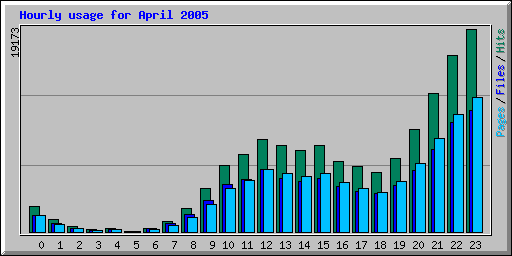 Hourly usage for April 2005
19173
Pages / Files / Hits
0 1 2 3 4 5 6 7 8 9 10 11 12 13 14 15 16 17 18 19 20 21 22 23